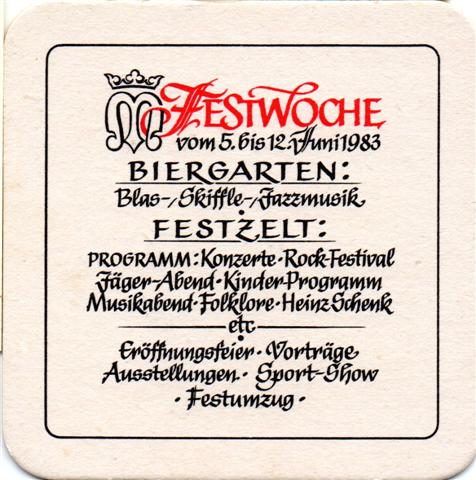 M FESTWOCHE
vom 5. bis 12. Juni 1983
BIERGARTEN:
Blas-, Skiffle-, Jazzmusik
FESTZELT:
PROGRAMM: Konzerte · Rock-Festival
Jäger-Abend · Kinder-Programm
Musikabend · Folklore · Heinz Schenk
etc.
Eröffnungsfeier · Vorträge
Ausstellungen · Sport-Show
· Festumzug ·